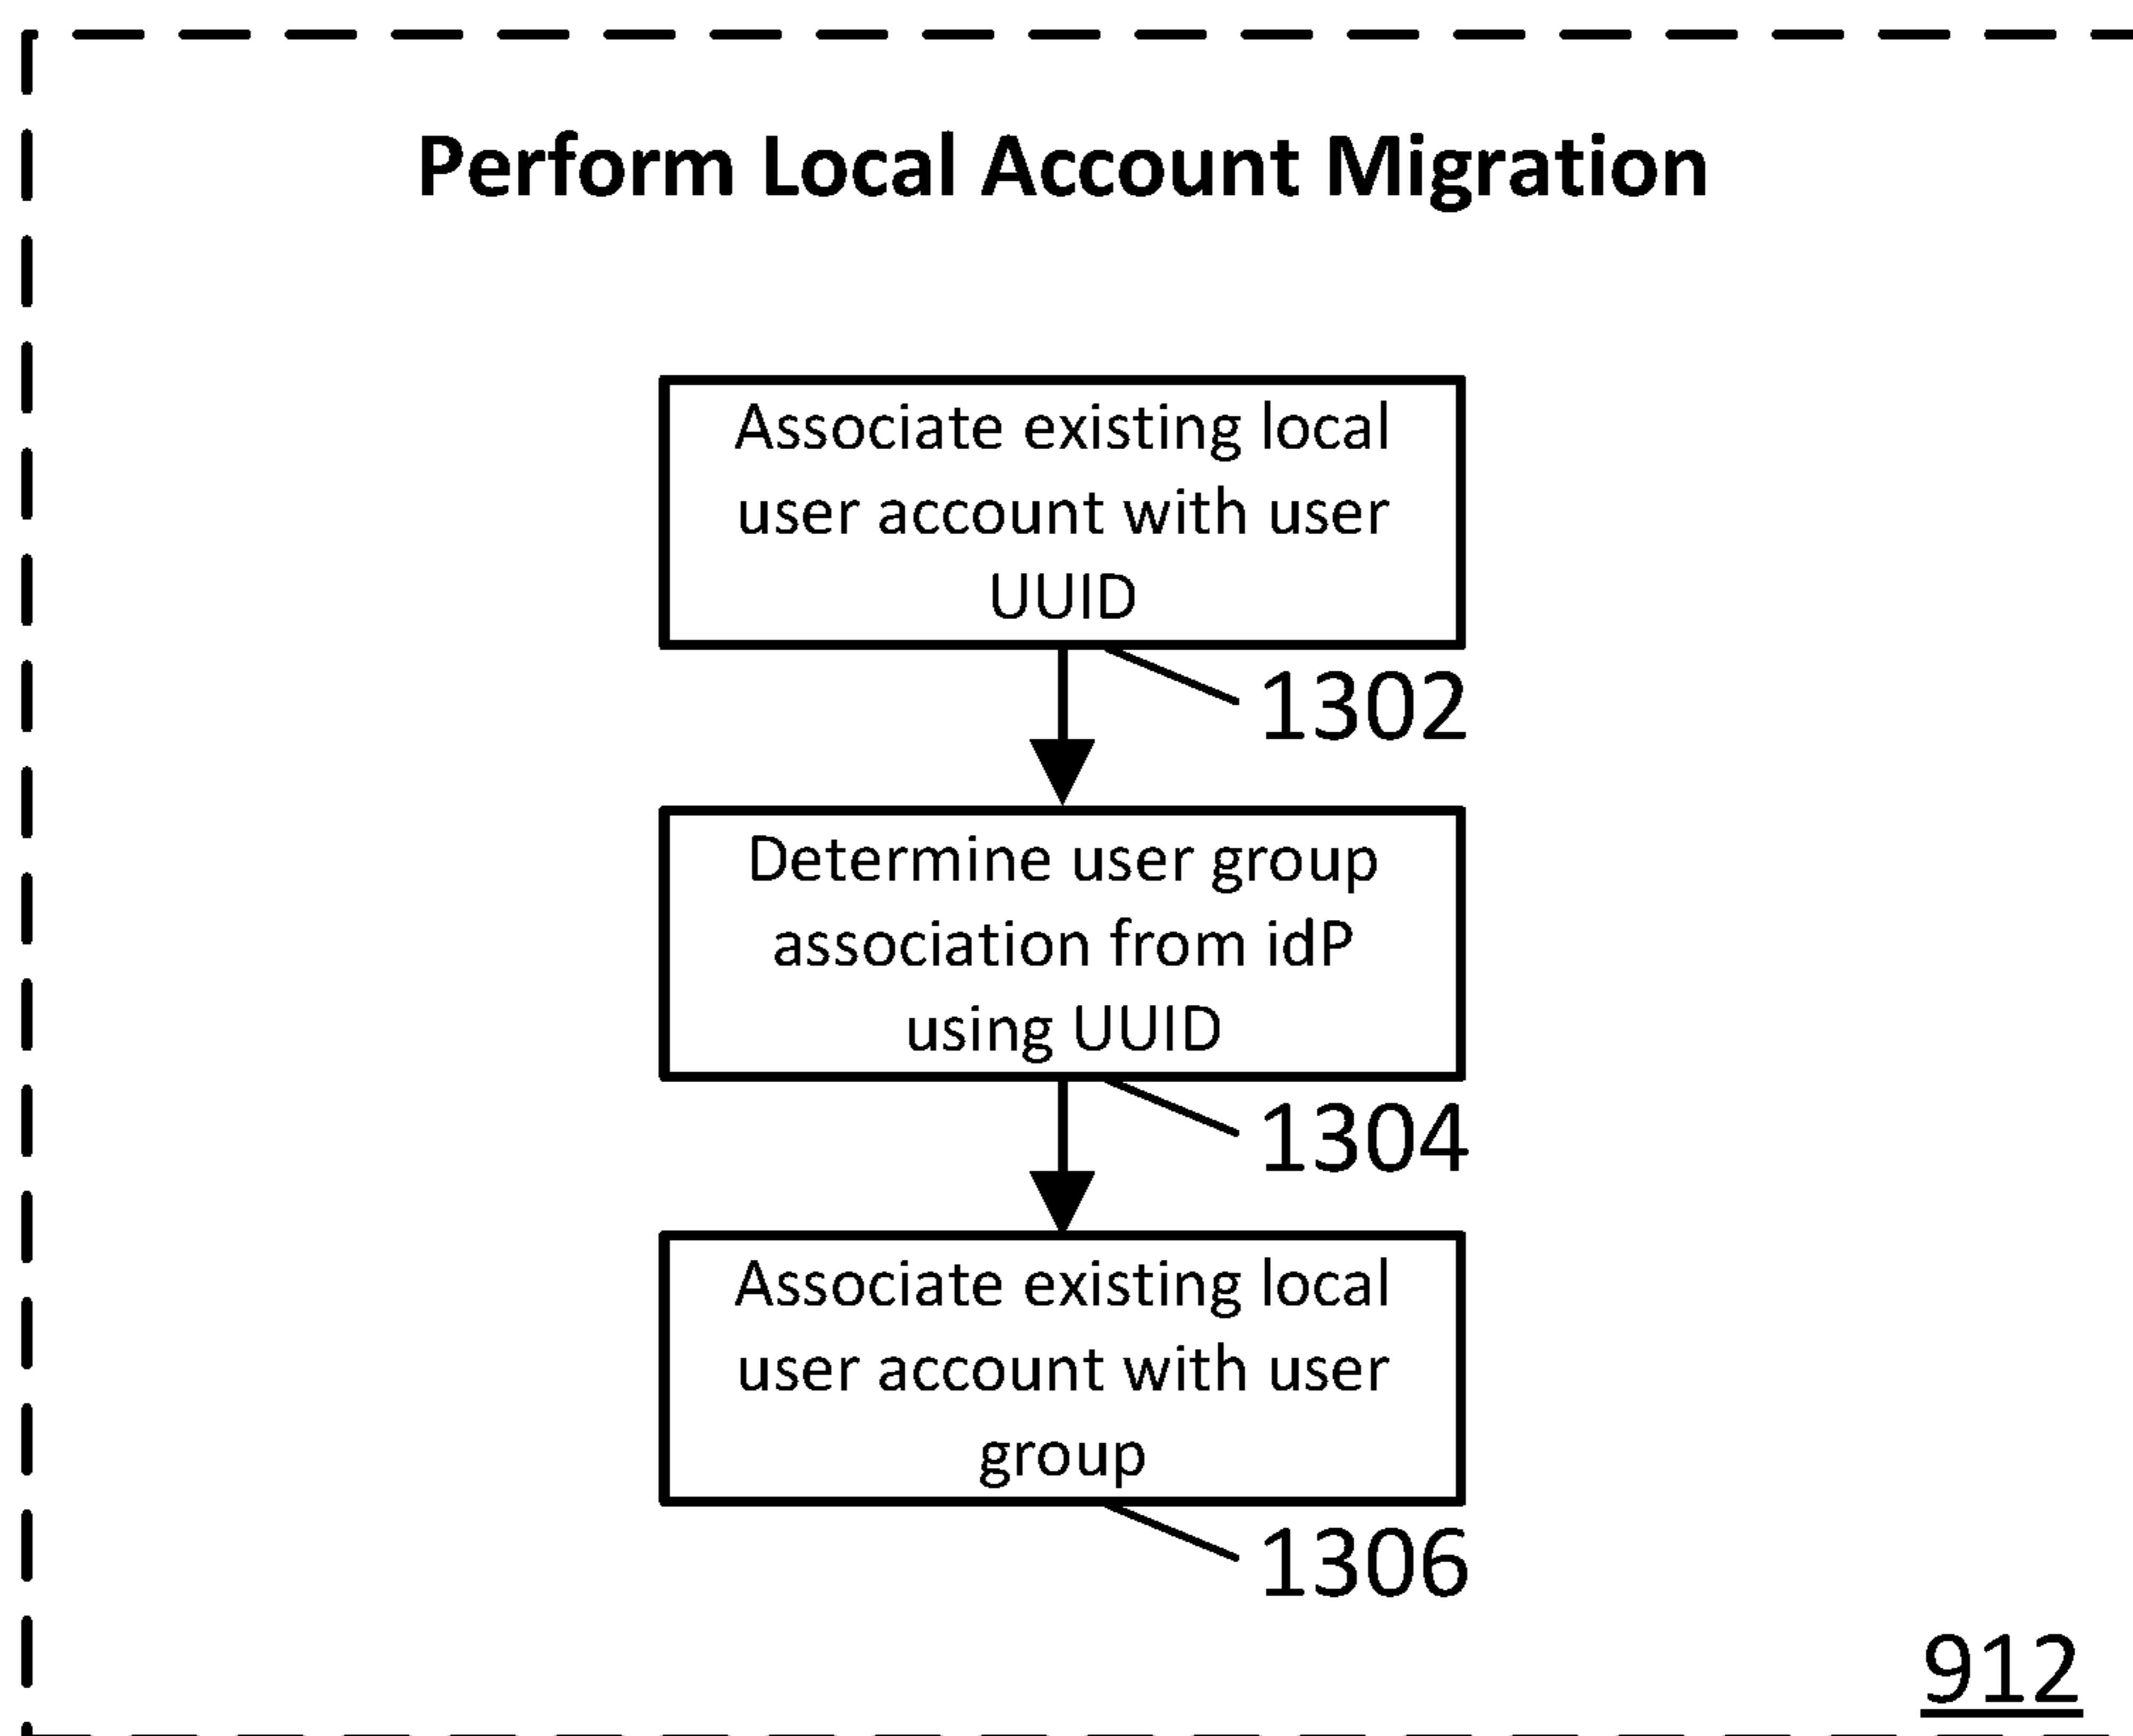 Perform Local Account Migration
Associate existing local
user account with user
UUID
1302
Determine user group
association from idP
using UUID
1304
Associate existing local
user account with user
group
1306
912